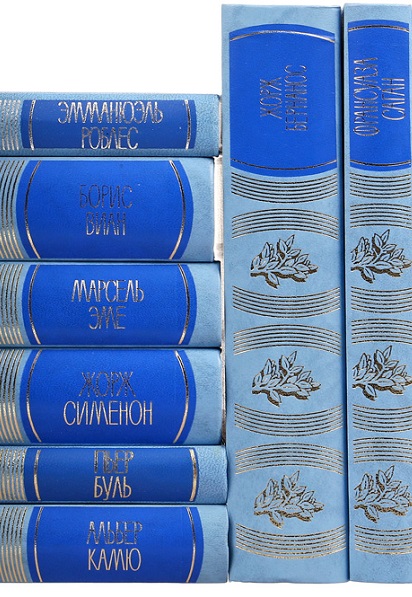 ЭММАНЮЭЛЬ
РОБЛЕС
БОРИС
ВИАН
МАРСЕЛЬ
ЭМЕ
ЖОРЖ
СИМЕНОН
ПЬЕР
БУЛЬ
АЛЬБЕР
КАМЮ
ЖОРЖ
БЕРНАНОС
ФРАНСУАЗА
САГАН